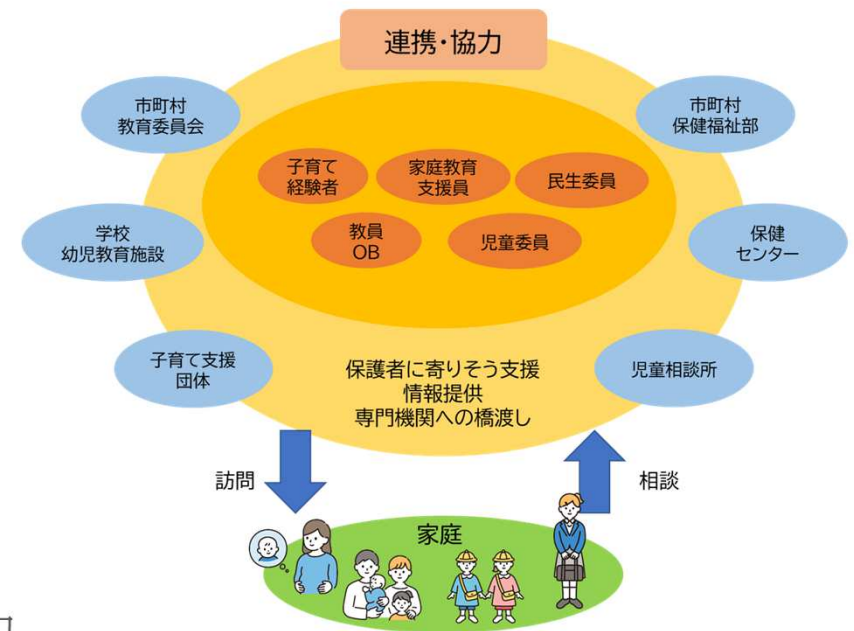 連携・協力
市町村
教育委員会
市町村
保健福祉部
子育て
経験者
家庭教育
支援員
民生委員
教員
OB
児童委員
学校
幼児教育施設
保健
センター
子育て支援
団体
保護者に寄りそう支援
情報提供
専門機関への橋渡し
児童相談所
訪問
相談
家庭